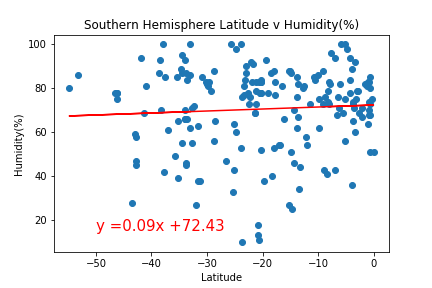 Southern Hemisphere Latitude v Humidity(%)
Humidity(%)
100
80
60
40
20
y =0.09x +72.43
−50
−40
−30
−20
−10
0
Latitude